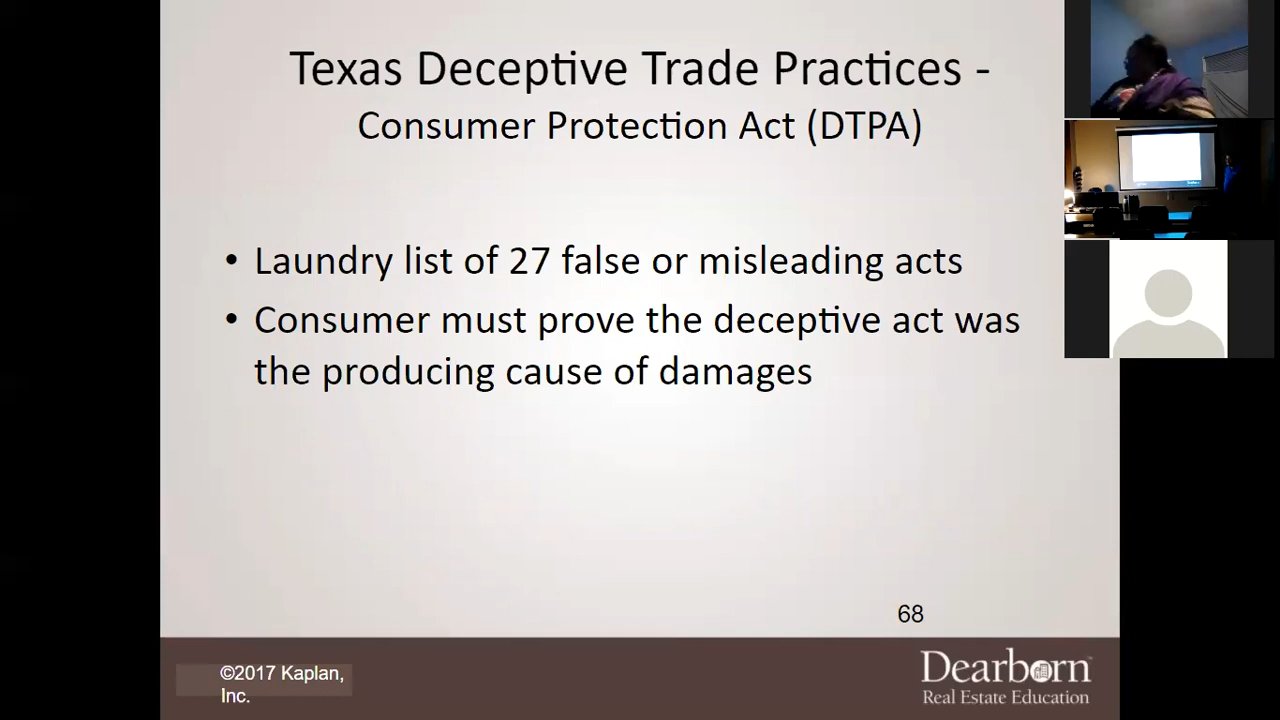 Texas Deceptive Trade Practices -
Consumer Protection Act (DTPA)
• Laundry list of 27 false or misleading acts
• Consumer must prove the deceptive act was
the producing cause of damages
68
©2017 Kaplan,
Inc.
Dearborn™
Real Estate Education